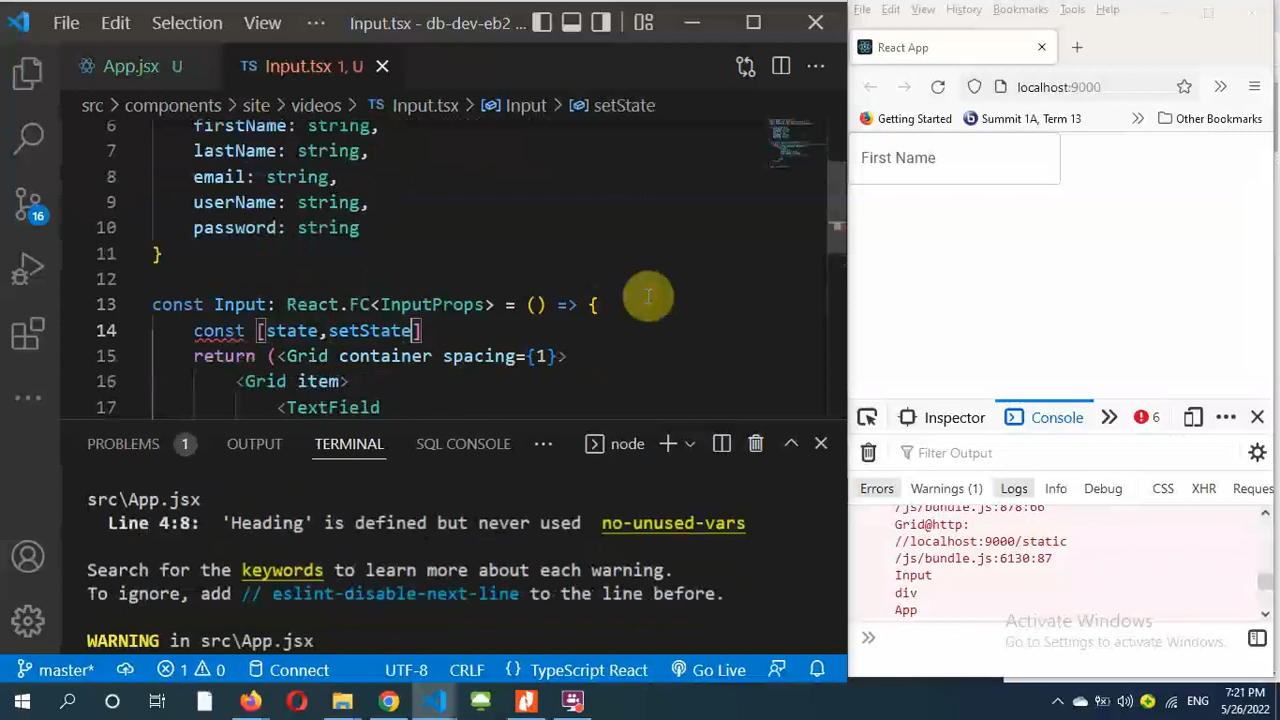 File Edit Selection View ··· Input.tsx - db-dev-eb2 ...
App.jsx U
TS Input.tsx 1, U
src > components > site > videos > TS Input.tsx > Input > setState
6 firstName: string,
7 lastName: string,
8 email: string,
9 userName: string,
10 password: string
11 }
12
13 const Input: React.FC<InputProps> = () => {
14 const [state,setState]
15 return (<Grid container spacing={1}>
16 <Grid item>
17 <TextField
PROBLEMS 1 OUTPUT TERMINAL SQL CONSOLE ··· node
src\App.jsx
Line 4:8: 'Heading' is defined but never used no-unused-vars
Search for the keywords to learn more about each warning.
To ignore, add // eslint-disable-next-line to the line before.
WARNING in src\App.jsx
16
master* 1 0 Connect UTF-8 CRLF {} TypeScript React Go Live
File Edit View History Bookmarks Tools Help
React App
localhost:9000
Getting Started Summit 1A, Term 13 Other Bookmarks
First Name
Inspector Console 6
Filter Output
Errors Warnings (1) Logs Info Debug CSS XHR Reques
/js/bundle.js:878:66
Grid@http:
//localhost:9000/static
/js/bundle.js:6130:87
Input
div
App
Activate Windows
Go to Settings to activate Windows.
ENG
7:21 PM
5/26/2022